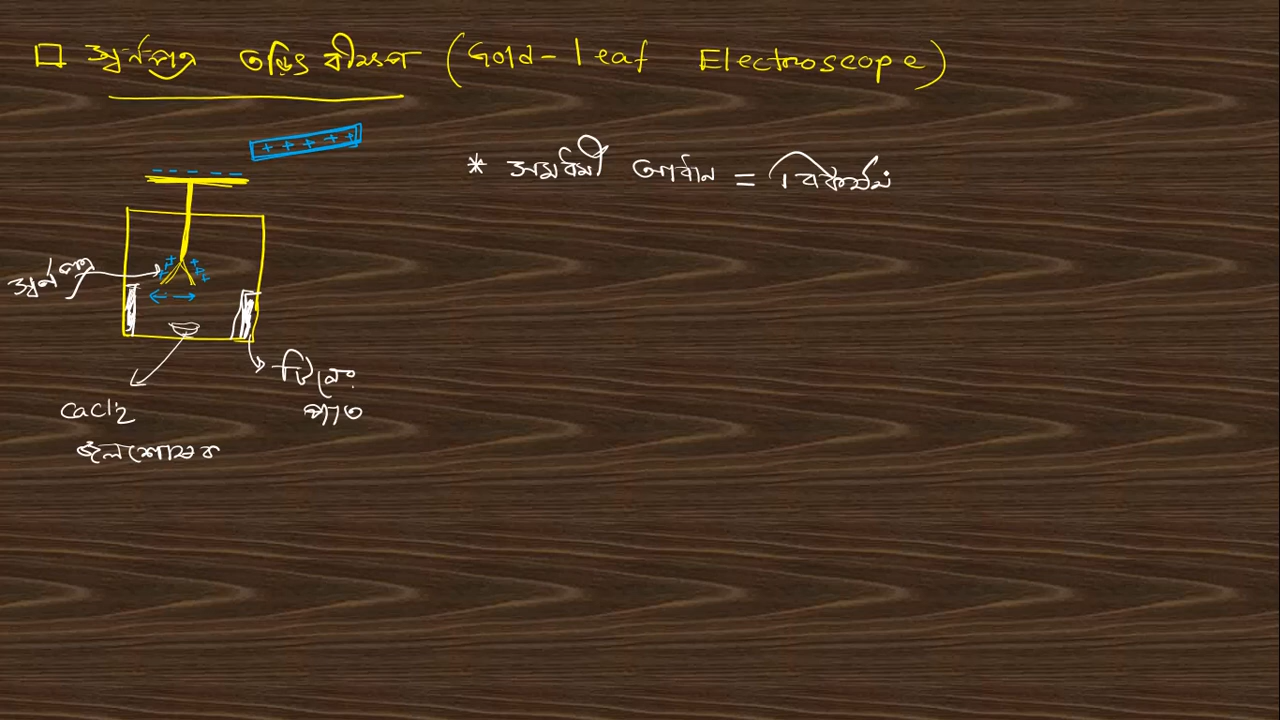 □ স্বর্ণপত্র তড়িৎ বীক্ষণ (Gold-leaf Electroscope)
+ + + + +
- - - - -
* সমধর্মী আধান = বিকর্ষণ
স্বর্ণপত্র
টিনের
পাত
CaCl2
জলশোষক